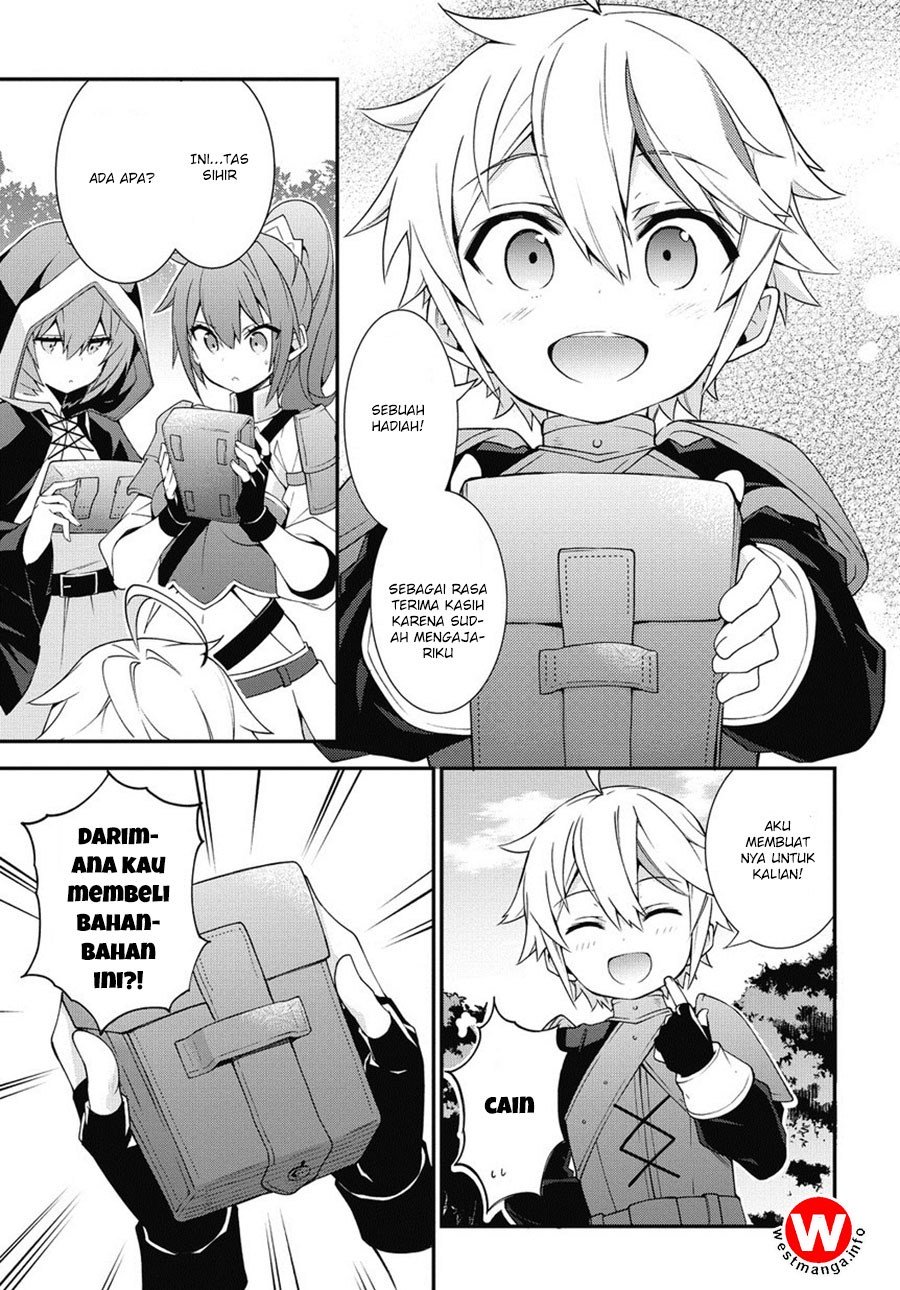 SEBUAH
HADIAH!
SEBAGAI RASA
TERIMA KASIH
KARENA SUD-
AH MENGAJA-
RIKU
INI...TAS
SIHIR
ADA APA?
AKU
MEMBUAT
NYA UNTUK
KALIAN!
CAIN
DARIM-
ANA KAU
MEMBELI
BAHAN-
BAHAN
INI?!
W
westmanga.info